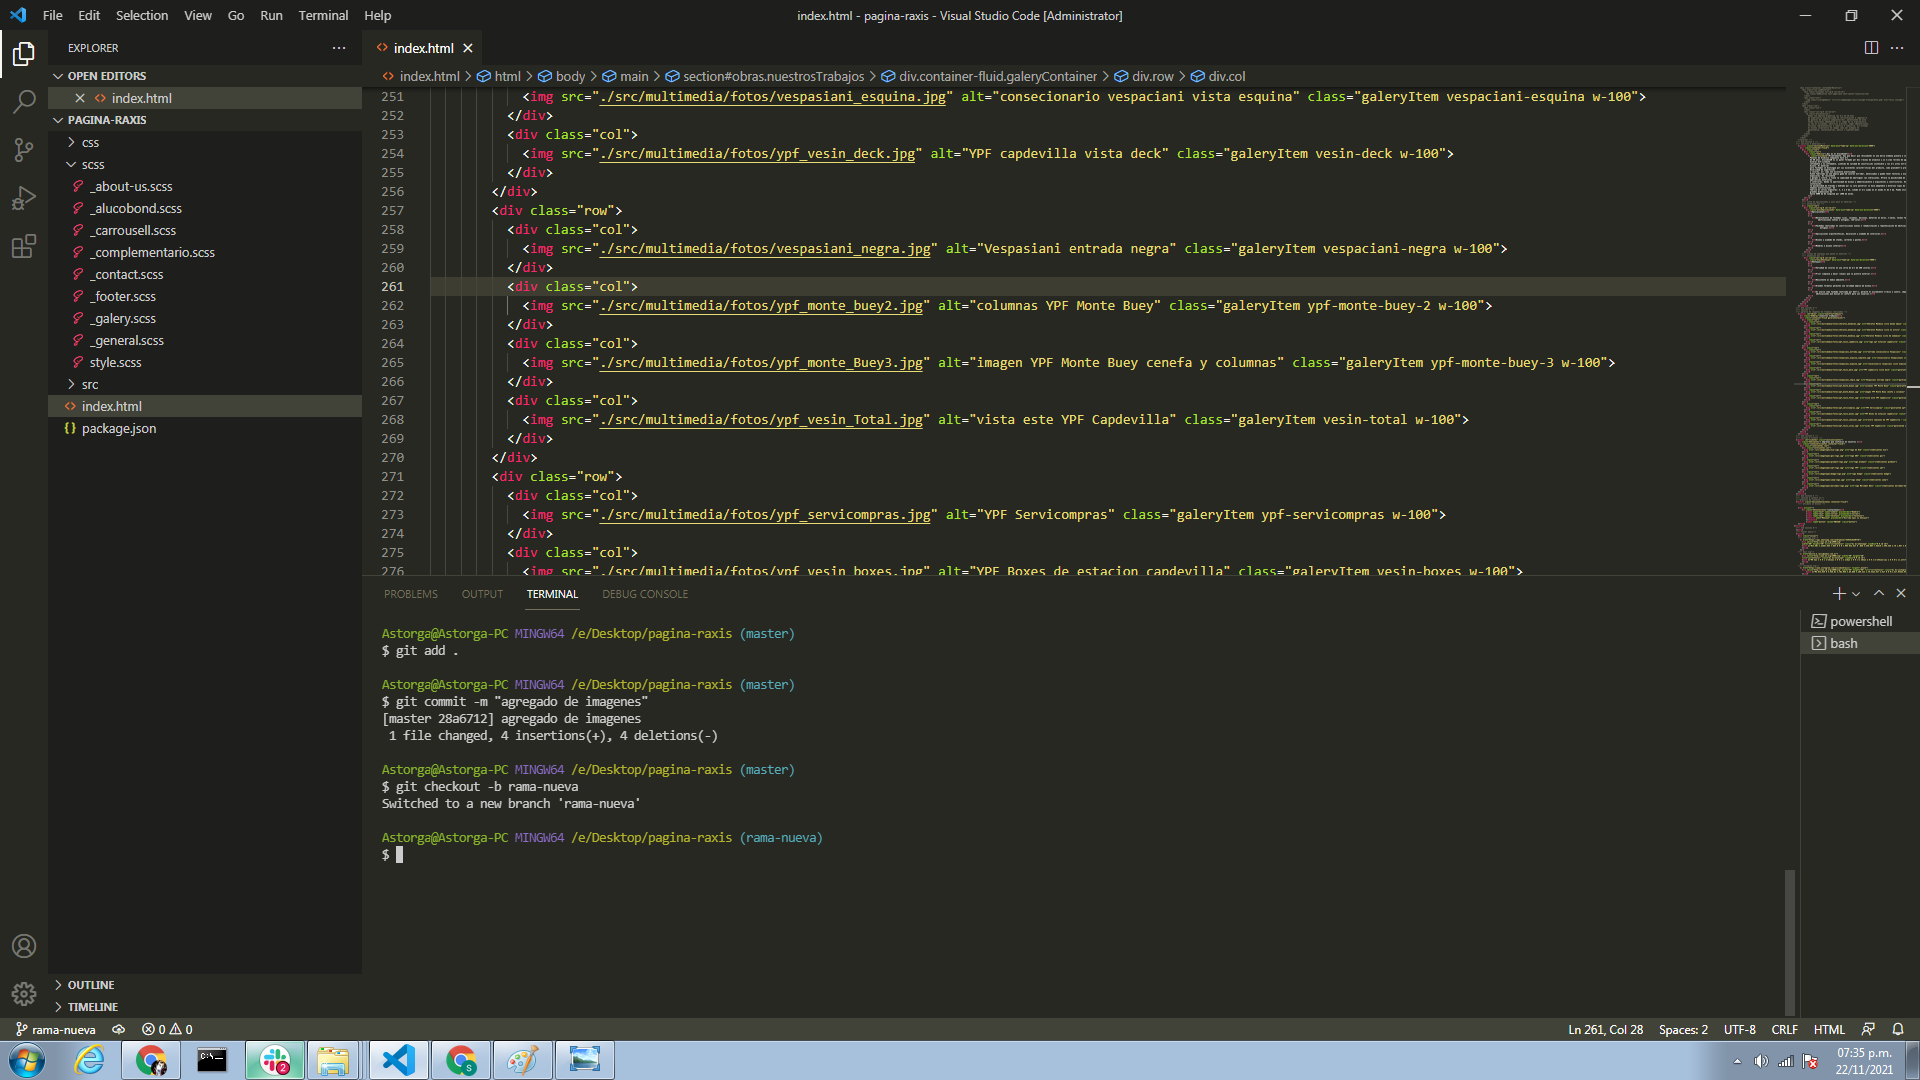 File Edit Selection View Go Run Terminal Help
index.html - pagina-raxis - Visual Studio Code [Administrator]
EXPLORER
OPEN EDITORS
index.html
PAGINA-RAXIS
css
scss
_about-us.scss
_alucobond.scss
_carrousell.scss
_complementario.scss
_contact.scss
_footer.scss
_galery.scss
_general.scss
style.scss
src
index.html
package.json
OUTLINE
TIMELINE
index.html
index.html > html > body > main > section#obras.nuestrosTrabajos > div.container-fluid.galeryContainer > div.row > div.col
251 <img src="./src/multimedia/fotos/vespasiani_esquina.jpg" alt="consecionario vespaciani vista esquina" class="galeryItem vespaciani-esquina w-100">
252 </div>
253 <div class="col">
254 <img src="./src/multimedia/fotos/ypf_vesin_deck.jpg" alt="YPF capdevilla vista deck" class="galeryItem vesin-deck w-100">
255 </div>
256 </div>
257 <div class="row">
258 <div class="col">
259 <img src="./src/multimedia/fotos/vespasiani_negra.jpg" alt="Vespasiani entrada negra" class="galeryItem vespaciani-negra w-100">
260 </div>
261 <div class="col">
262 <img src="./src/multimedia/fotos/ypf_monte_buey2.jpg" alt="columnas YPF Monte Buey" class="galeryItem ypf-monte-buey-2 w-100">
263 </div>
264 <div class="col">
265 <img src="./src/multimedia/fotos/ypf_monte_Buey3.jpg" alt="imagen YPF Monte Buey cenefa y columnas" class="galeryItem ypf-monte-buey-3 w-100">
266 </div>
267 <div class="col">
268 <img src="./src/multimedia/fotos/ypf_vesin_Total.jpg" alt="vista este YPF Capdevilla" class="galeryItem vesin-total w-100">
269 </div>
270 </div>
271 <div class="row">
272 <div class="col">
273 <img src="./src/multimedia/fotos/ypf_servicompras.jpg" alt="YPF Servicompras" class="galeryItem ypf-servicompras w-100">
274 </div>
275 <div class="col">
276 <img src="./src/multimedia/fotos/ypf_vesin_boxes.jpg" alt="YPF Boxes de estacion capdevilla" class="galeryItem vesin-boxes w-100">
PROBLEMS OUTPUT TERMINAL DEBUG CONSOLE
powershell
bash
Astorga@Astorga-PC MINGW64 /e/Desktop/pagina-raxis (master)
$ git add .
Astorga@Astorga-PC MINGW64 /e/Desktop/pagina-raxis (master)
$ git commit -m "agregado de imagenes"
[master 28a6712] agregado de imagenes
1 file changed, 4 insertions(+), 4 deletions(-)
Astorga@Astorga-PC MINGW64 /e/Desktop/pagina-raxis (master)
$ git checkout -b rama-nueva
Switched to a new branch 'rama-nueva'
Astorga@Astorga-PC MINGW64 /e/Desktop/pagina-raxis (rama-nueva)
$
rama-nueva 0 0 Ln 261, Col 28 Spaces: 2 UTF-8 CRLF HTML
07:35 p.m.
22/11/2021